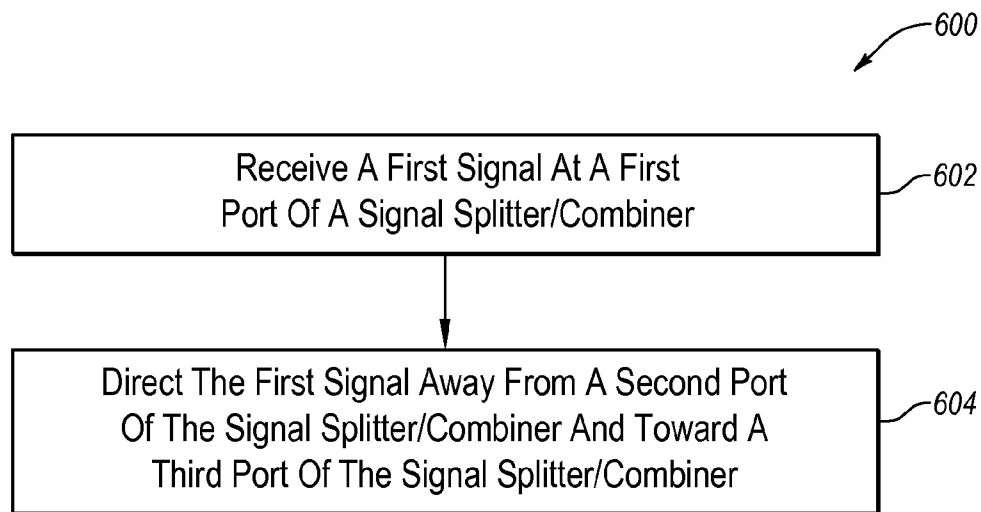 600
Receive A First Signal At A First
Port Of A Signal Splitter/Combiner
602
Direct The First Signal Away From A Second Port
Of The Signal Splitter/Combiner And Toward A
Third Port Of The Signal Splitter/Combiner
604